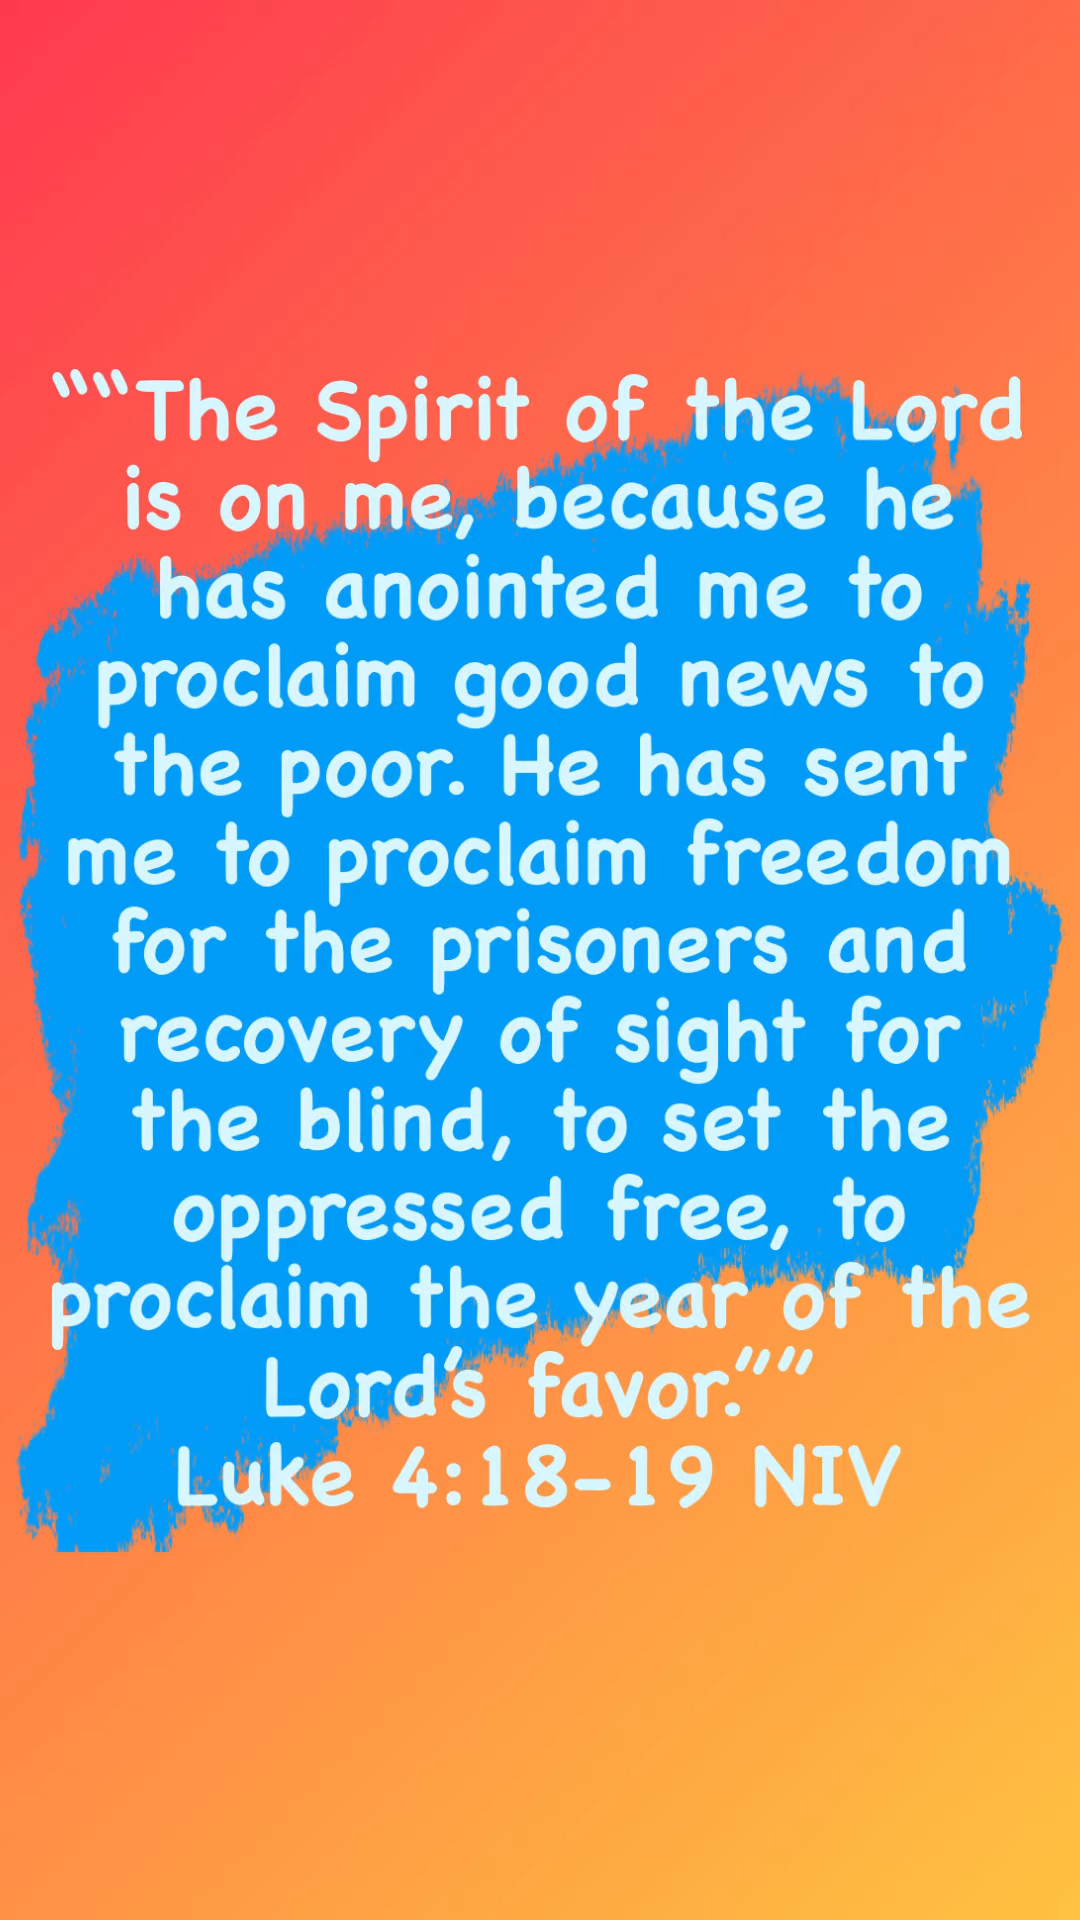 ““The Spirit of the Lord
is on me, because he
has anointed me to
proclaim good news to
the poor. He has sent
me to proclaim freedom
for the prisoners and
recovery of sight for
the blind, to set the
oppressed free, to
proclaim the year of the
Lord’s favor.””
Luke 4:18-19 NIV